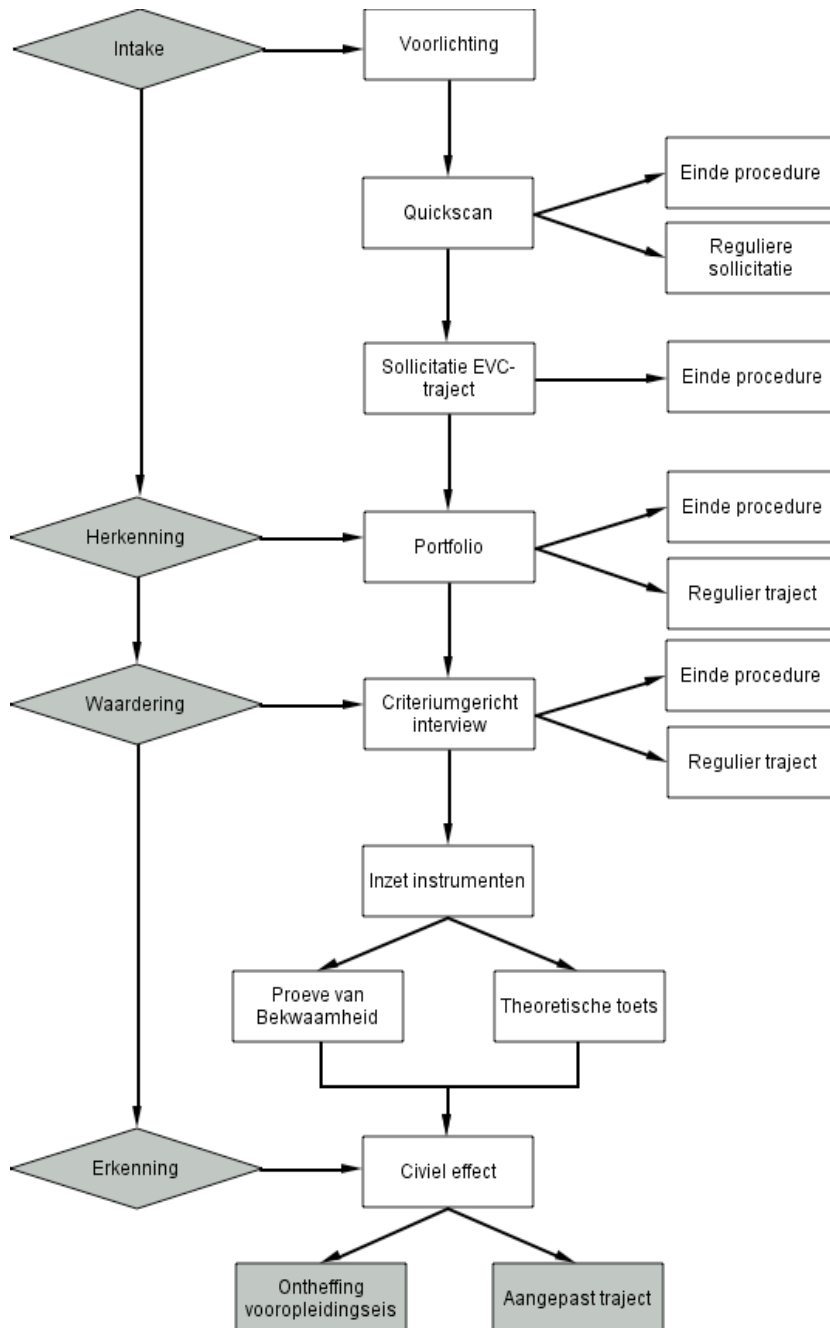 Intake
Voorlichting
Einde procedure
Quickscan
Reguliere
sollicitatie
Sollicitatie EVC-
traject
Einde procedure
Herkenning
Portfolio
Einde procedure
Regulier traject
Waardering
Criteriumgericht
interview
Einde procedure
Regulier traject
Inzet instrumenten
Proeve van
Bekwaamheid
Theoretische toets
Erkenning
Civiel effect
Ontheffing
vooropleidingseis
Aangepast traject